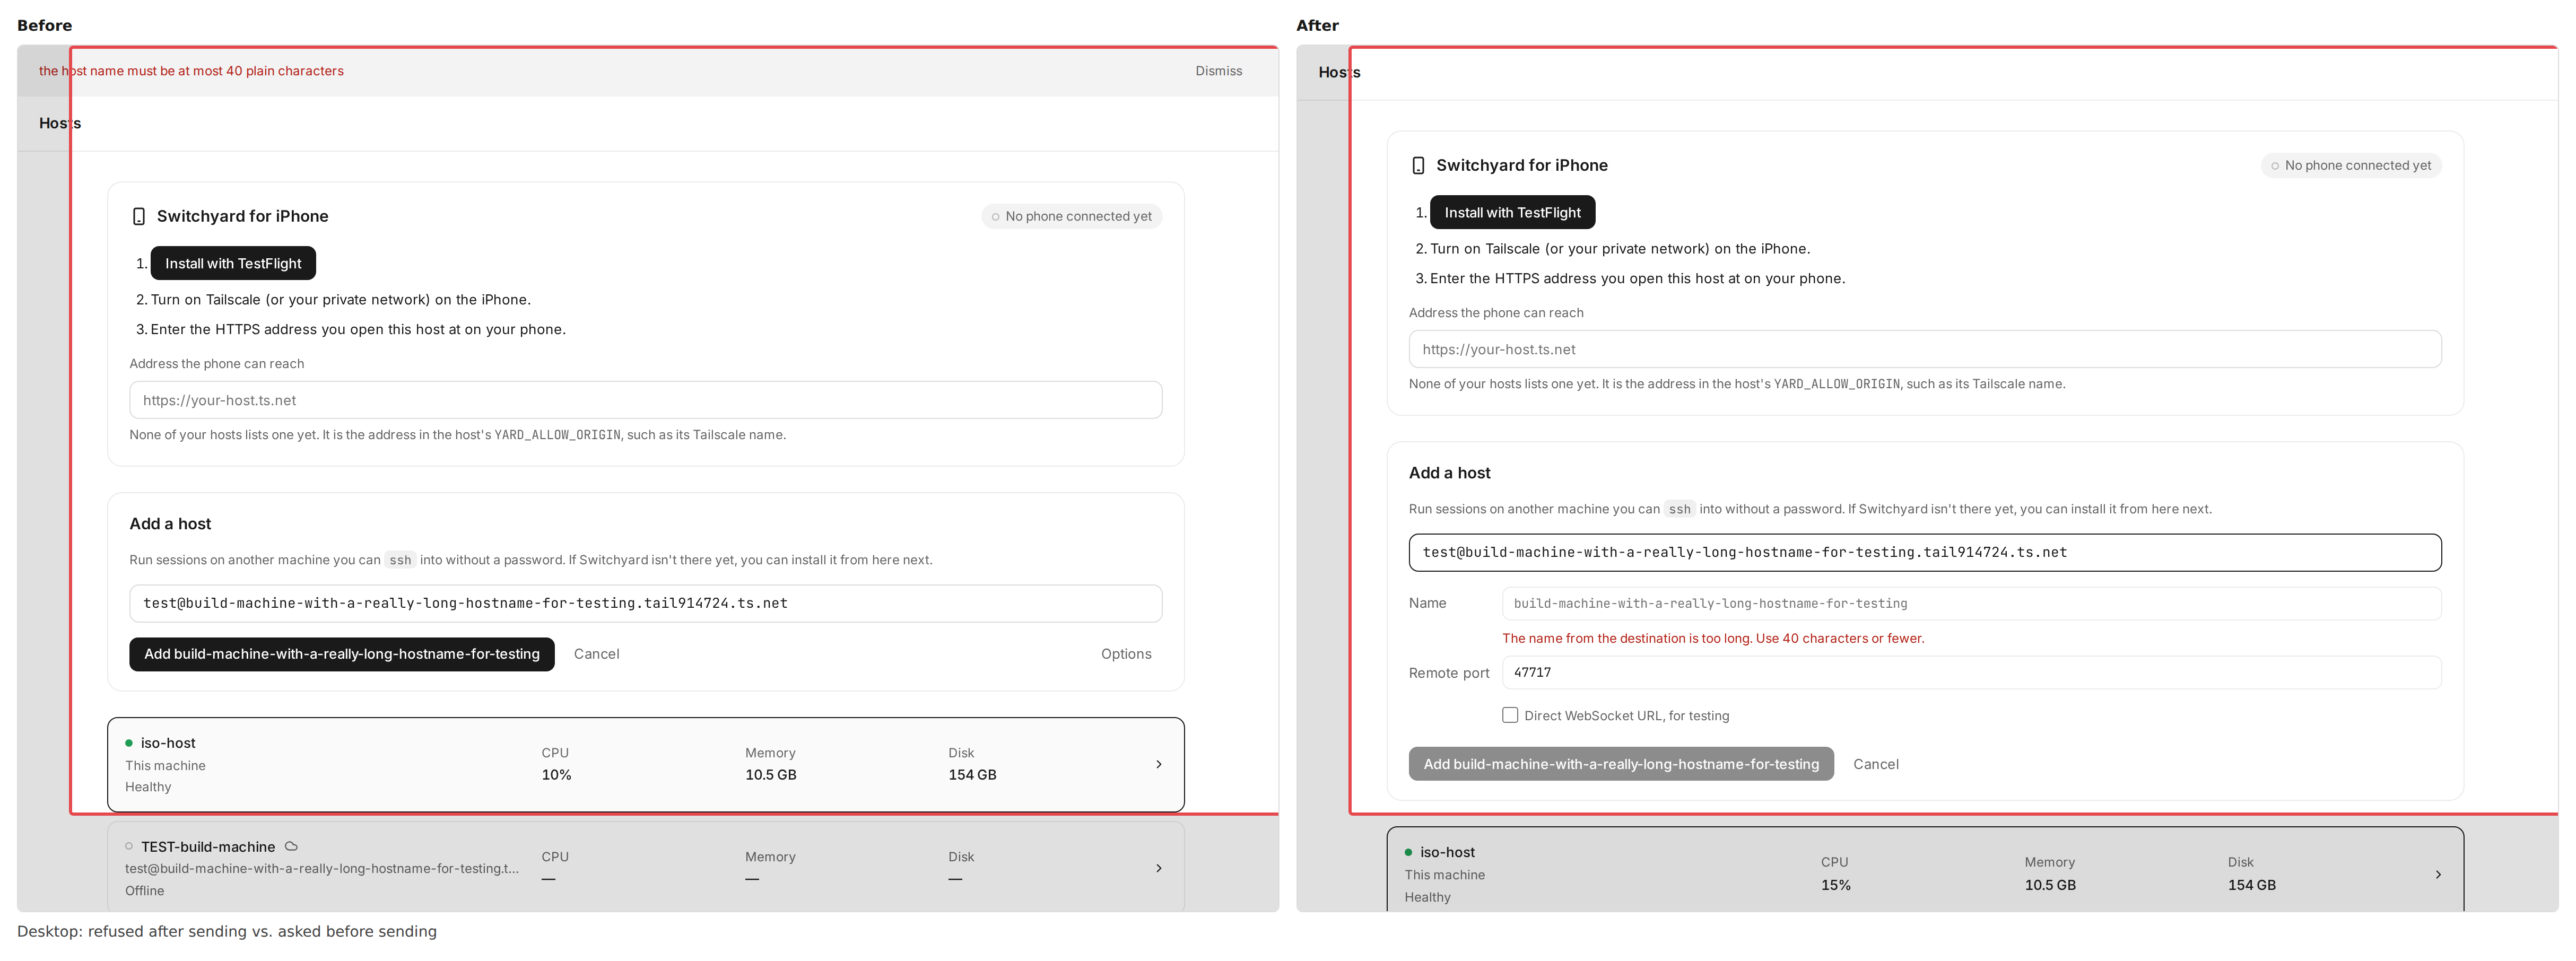 Before
the host name must be at most 40 plain characters
Dismiss
Hosts
Switchyard for iPhone
No phone connected yet
1. Install with TestFlight
2. Turn on Tailscale (or your private network) on the iPhone.
3. Enter the HTTPS address you open this host at on your phone.
Address the phone can reach
https://your-host.ts.net
None of your hosts lists one yet. It is the address in the host's YARD_ALLOW_ORIGIN, such as its Tailscale name.
Add a host
Run sessions on another machine you can ssh into without a password. If Switchyard isn't there yet, you can install it from here next.
test@build-machine-with-a-really-long-hostname-for-testing.tail914724.ts.net
Add build-machine-with-a-really-long-hostname-for-testing
Cancel
Options
iso-host
This machine
Healthy
CPU
10%
Memory
10.5 GB
Disk
154 GB
TEST-build-machine
test@build-machine-with-a-really-long-hostname-for-testing.t...
Offline
CPU
—
Memory
—
Disk
—
Desktop: refused after sending vs. asked before sending
After
Hosts
Switchyard for iPhone
No phone connected yet
1. Install with TestFlight
2. Turn on Tailscale (or your private network) on the iPhone.
3. Enter the HTTPS address you open this host at on your phone.
Address the phone can reach
https://your-host.ts.net
None of your hosts lists one yet. It is the address in the host's YARD_ALLOW_ORIGIN, such as its Tailscale name.
Add a host
Run sessions on another machine you can ssh into without a password. If Switchyard isn't there yet, you can install it from here next.
test@build-machine-with-a-really-long-hostname-for-testing.tail914724.ts.net
Name
build-machine-with-a-really-long-hostname-for-testing
The name from the destination is too long. Use 40 characters or fewer.
Remote port
47717
Direct WebSocket URL, for testing
Add build-machine-with-a-really-long-hostname-for-testing
Cancel
iso-host
This machine
Healthy
CPU
15%
Memory
10.5 GB
Disk
154 GB